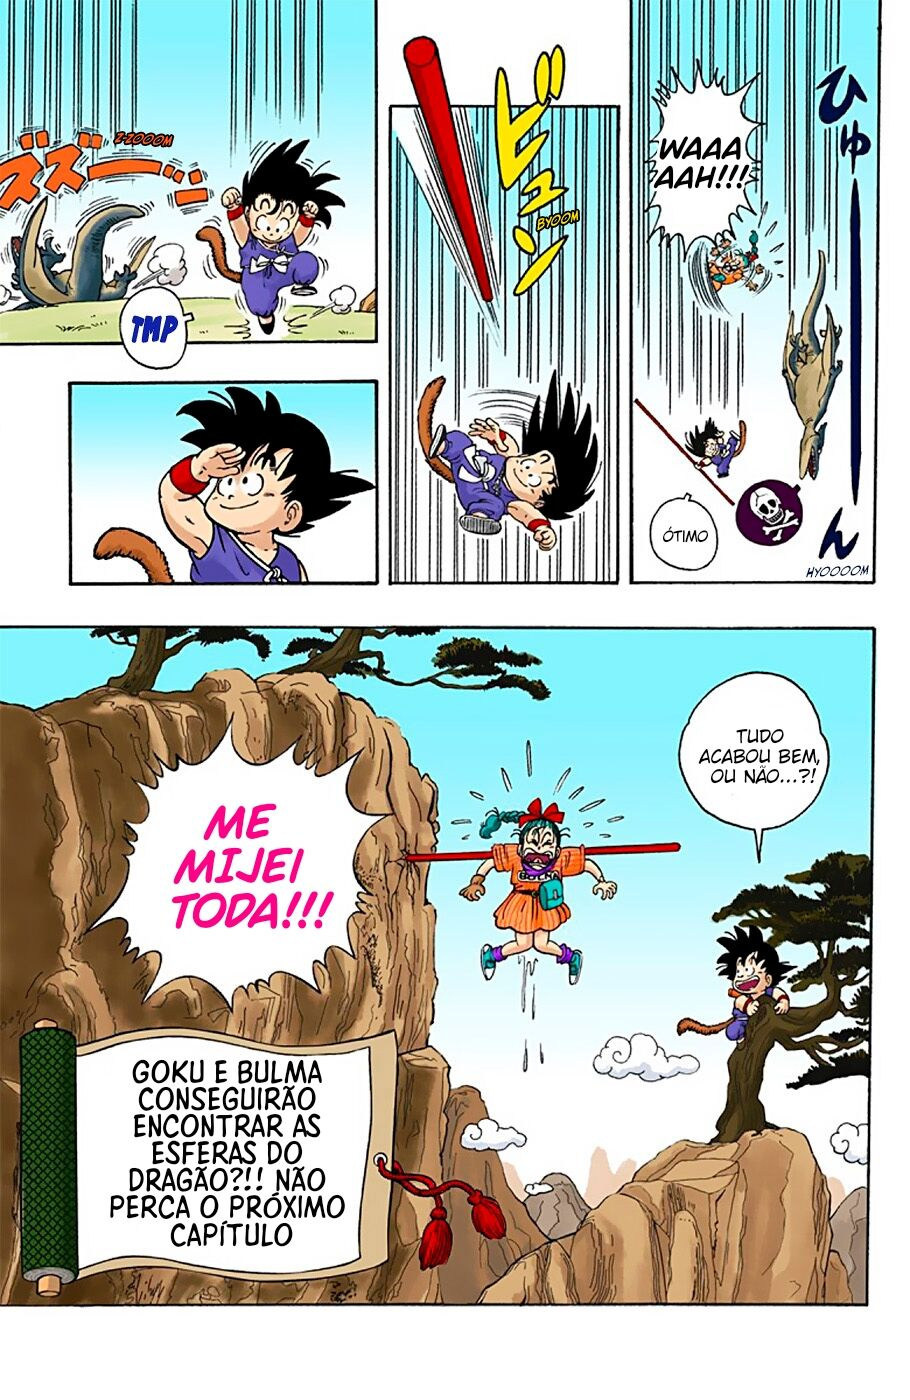 WAAA
AAH!!!
ひゅーーん
HYOOOOM
ÓTIMO
ビュン
BYOOM
ズズーッ
Z-ZOOOM
TMP
TUDO
ACABOU BEM,
OU NÃO...?!
ME
MIJEI
TODA!!!
BULMA
GOKU E BULMA
CONSEGUIRÃO
ENCONTRAR AS
ESFERAS DO
DRAGÃO?!! NÃO
PERCA O PRÓXIMO
CAPÍTULO